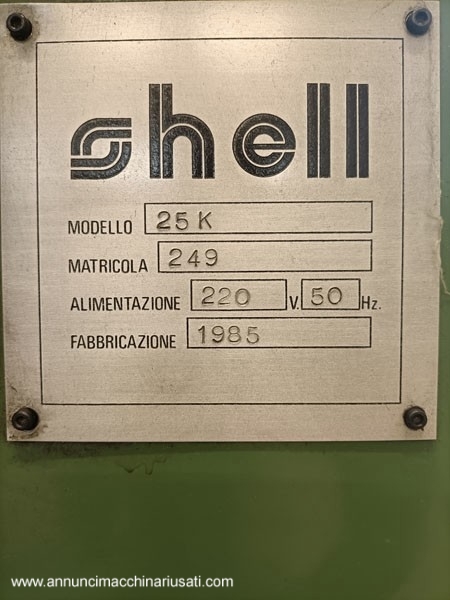 shell
MODELLO 25 K
MATRICOLA 249
ALIMENTAZIONE 220 V. 50 Hz.
FABBRICAZIONE 1985
www.annuncimacchinariusati.com